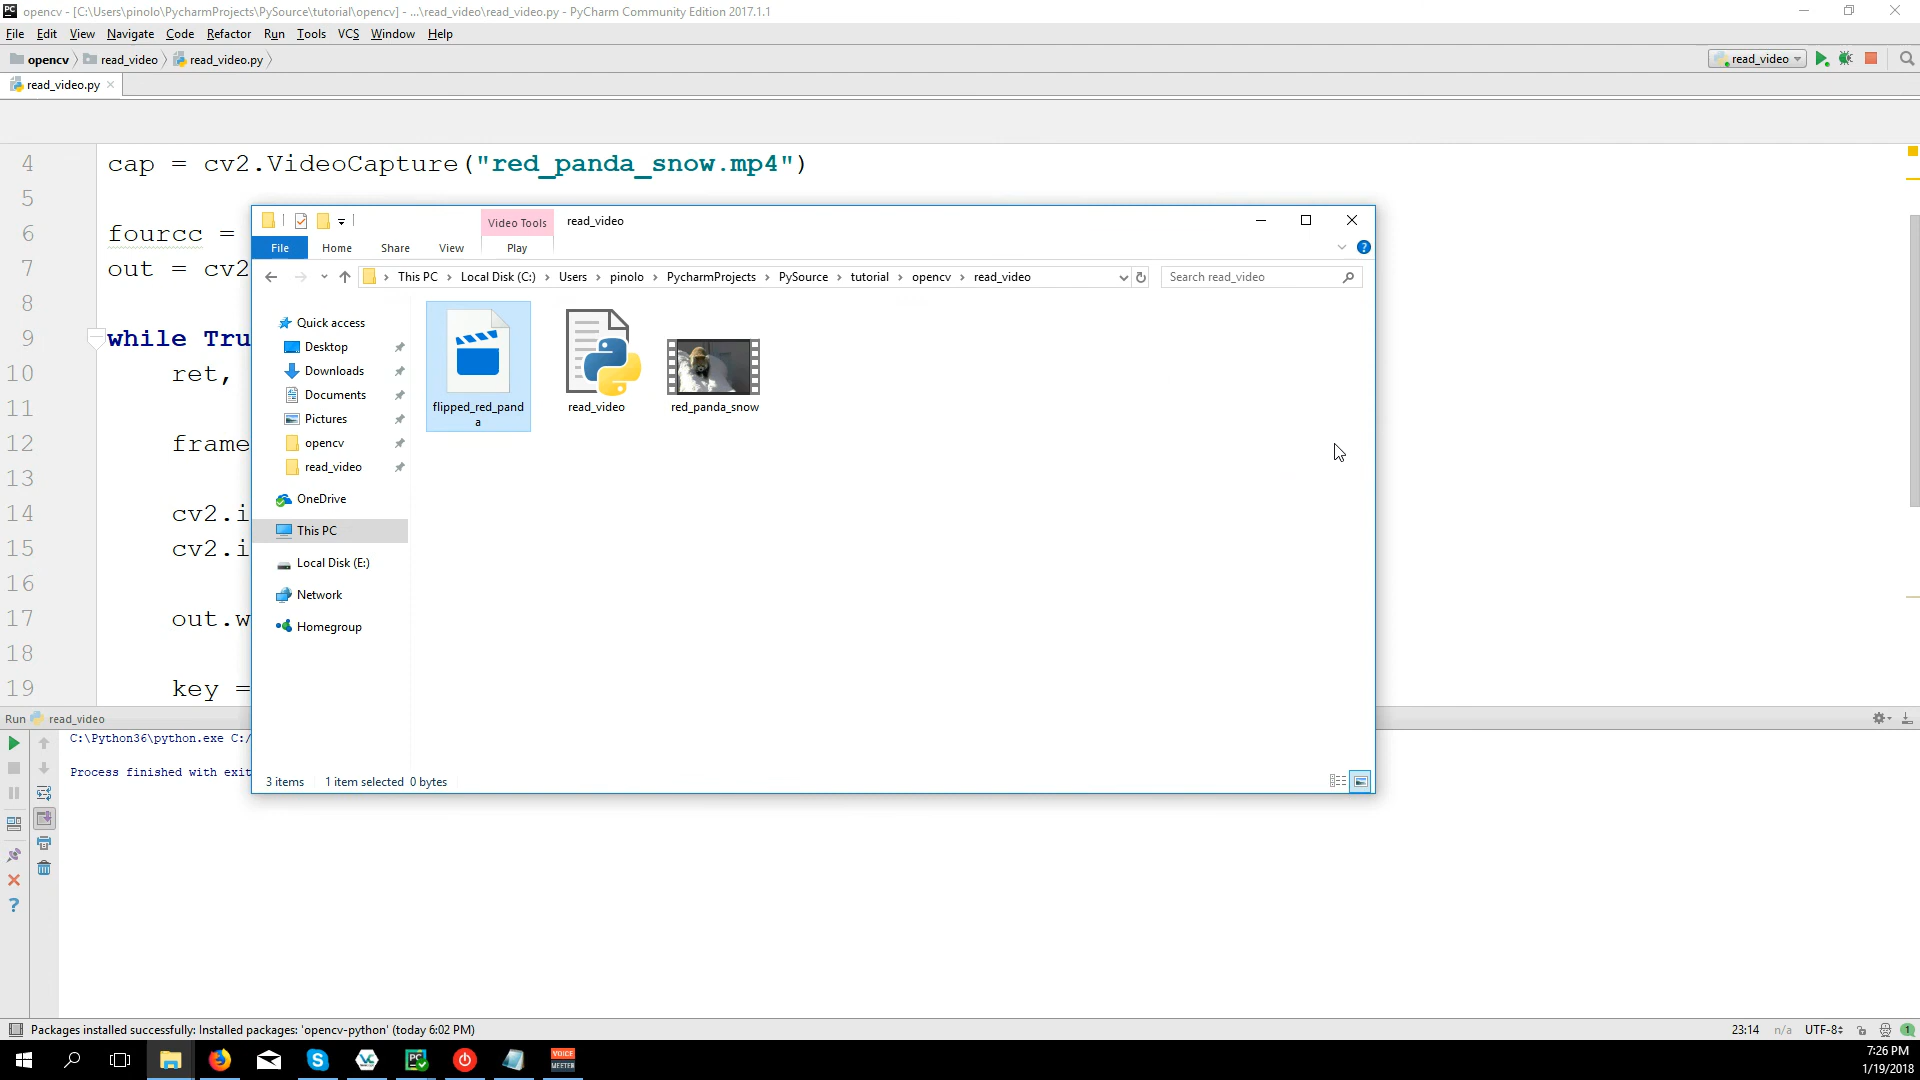 opencv - [C:\Users\pinolo\PycharmProjects\PySource\tutorial\opencv] - ...\read_video\read_video.py - PyCharm Community Edition 2017.1.1
File Edit View Navigate Code Refactor Run Tools VCS Window Help
opencv read_video read_video.py read_video
read_video.py
4 cap = cv2.VideoCapture("red_panda_snow.mp4")
5
6 fourcc =
7 out = cv2
8
9 while Tru
10 ret,
11
12 frame
13
14 cv2.i
15 cv2.i
16
17 out.w
18
19 key =
Video Tools read_video
File Home Share View Play
This PC Local Disk (C:) Users pinolo PycharmProjects PySource tutorial opencv read_video Search read_video
Quick access
Desktop
Downloads
Documents
Pictures
opencv
read_video
OneDrive
This PC
Local Disk (E:)
Network
Homegroup
flipped_red_pand
a
read_video
red_panda_snow
3 items 1 item selected 0 bytes
Run read_video
C:\Python36\python.exe C:/
Process finished with exit
Packages installed successfully: Installed packages: 'opencv-python' (today 6:02 PM) 23:14 n/a UTF-8 1
VOICE
MEETER
7:26 PM
1/19/2018